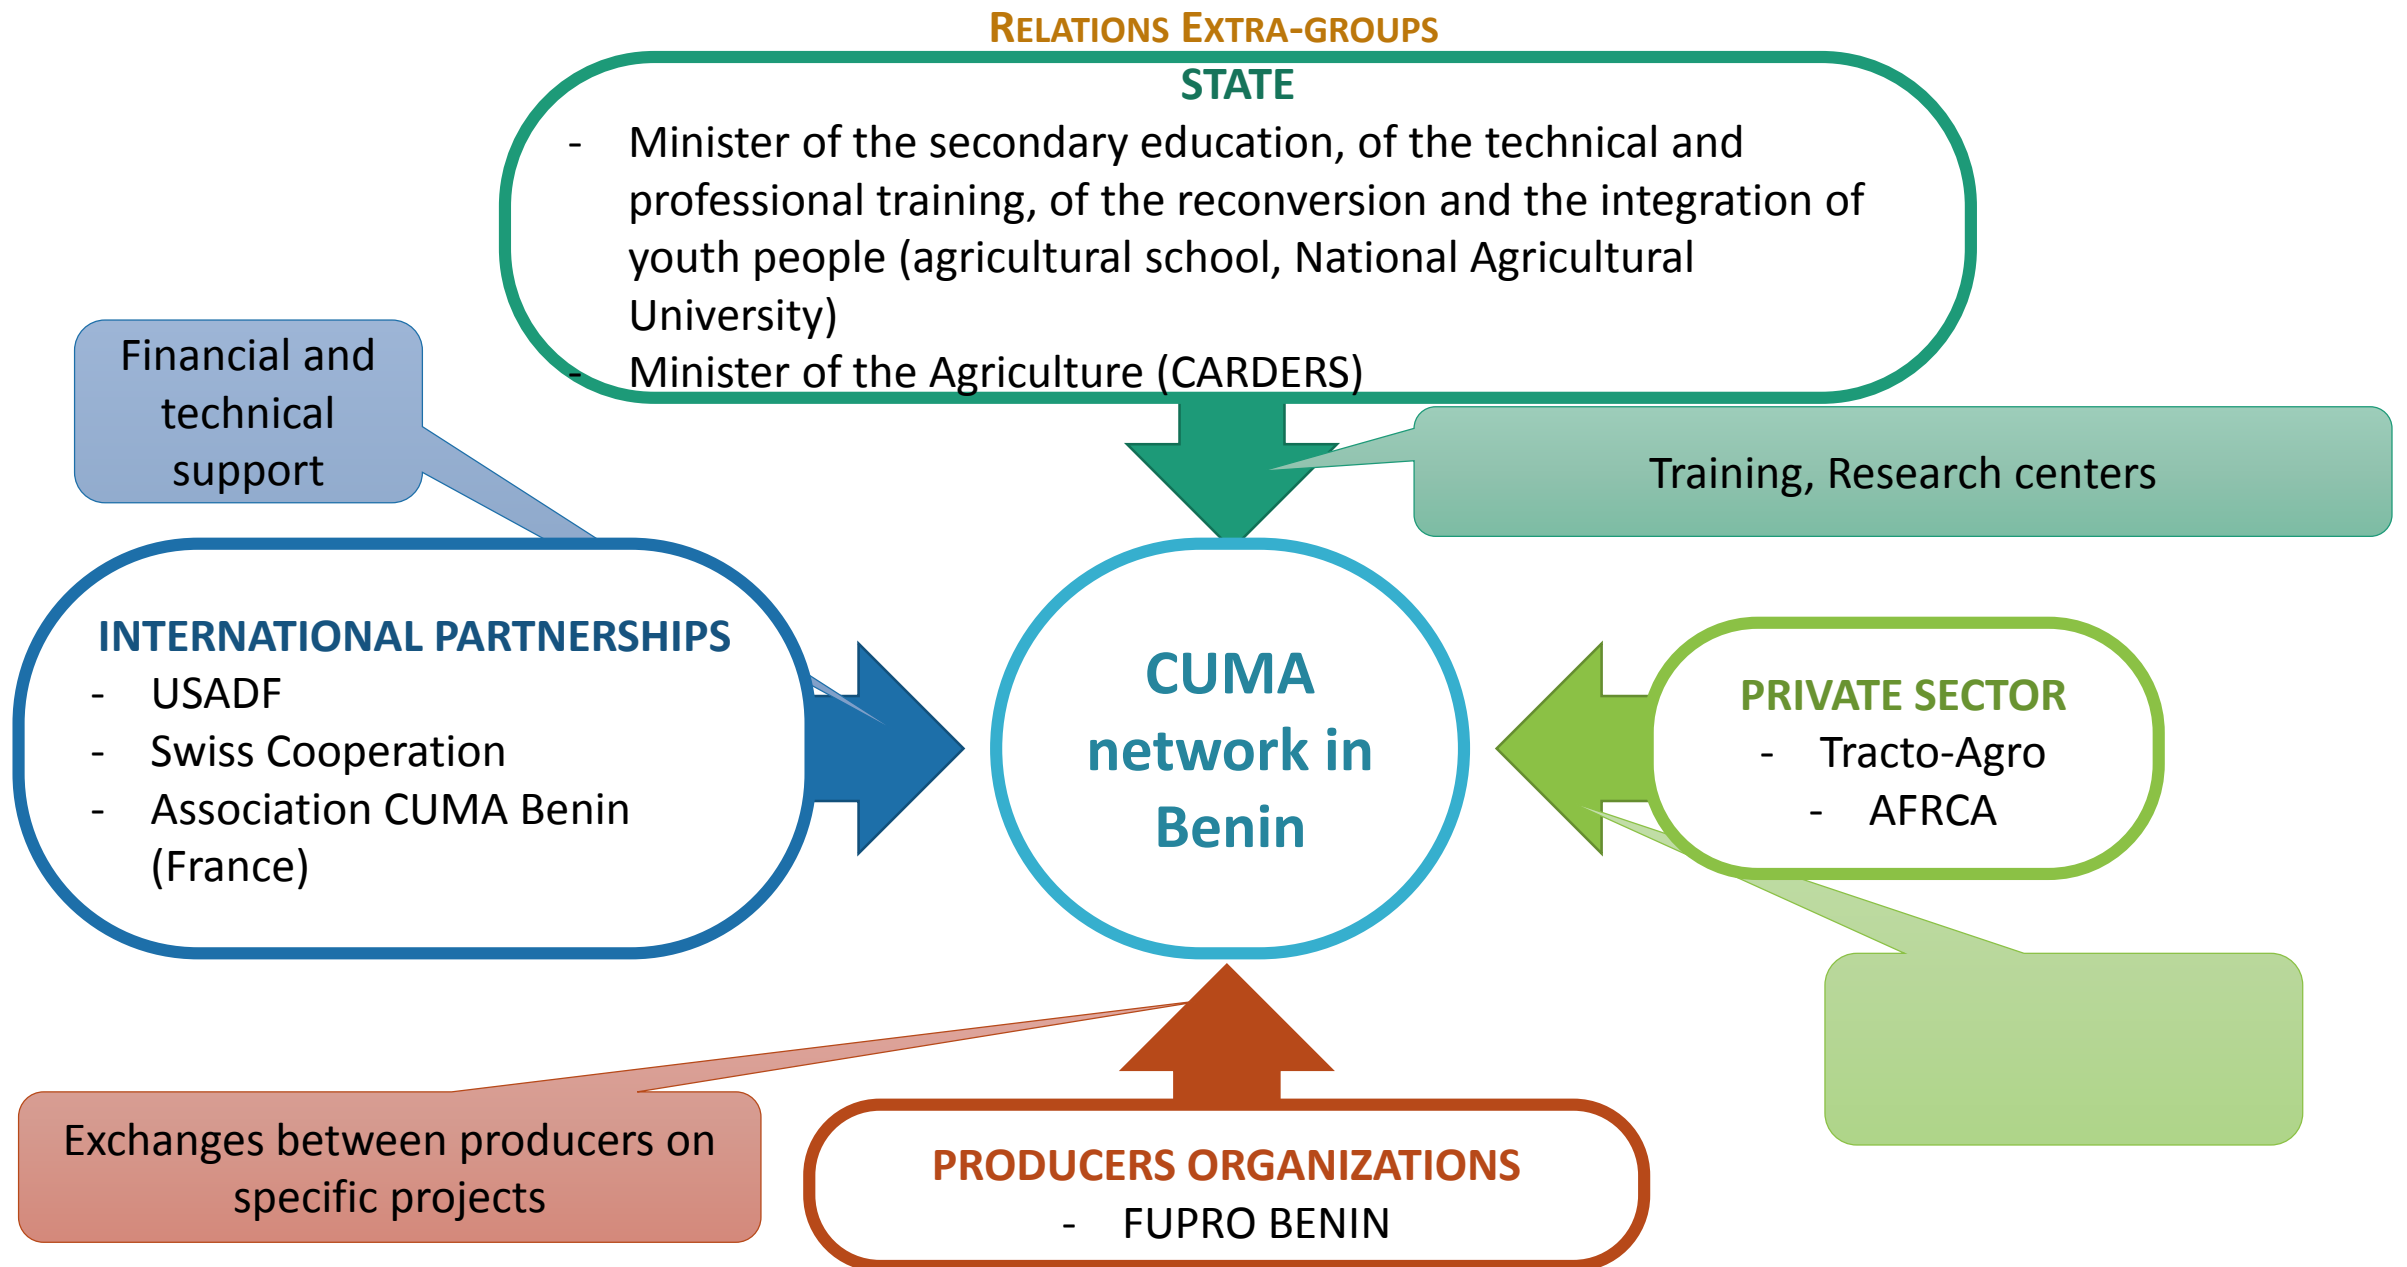 RELATIONS EXTRA-GROUPS
STATE
- Minister of the secondary education, of the technical and
professional training, of the reconversion and the integration of
youth people (agricultural school, National Agricultural
University)
- Minister of the Agriculture (CARDERS)
Financial and
technical
support
Training, Research centers
INTERNATIONAL PARTNERSHIPS
- USADF
- Swiss Cooperation
- Association CUMA Benin
(France)
CUMA
network in
Benin
PRIVATE SECTOR
- Tracto-Agro
- AFRCA
Exchanges between producers on
specific projects
PRODUCERS ORGANIZATIONS
- FUPRO BENIN